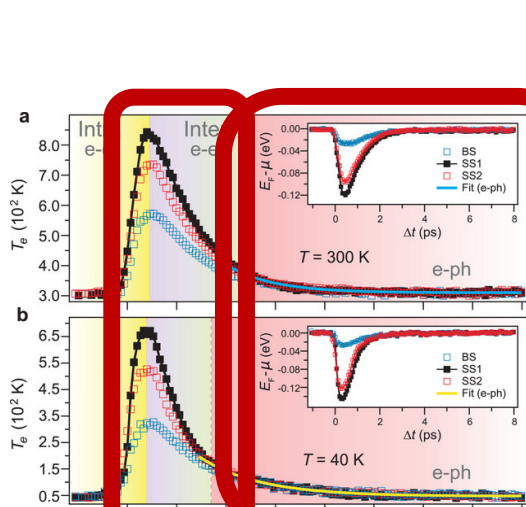 a
Int
Inte
e-
e-
8.0
7.0
6.0
5.0
4.0
3.0
Te (10² K)
0.00
-0.04
-0.08
-0.12
EF-μ (eV)
BS
SS1
SS2
Fit (e-ph)
0 2 4 6 8
Δt (ps)
T = 300 K
e-ph
b
6.5
5.5
4.5
3.5
2.5
1.5
0.5
Te (10² K)
0.00
-0.04
-0.08
-0.12
EF-μ (eV)
BS
SS1
SS2
Fit (e-ph)
0 2 4 6 8
Δt (ps)
T = 40 K
e-ph